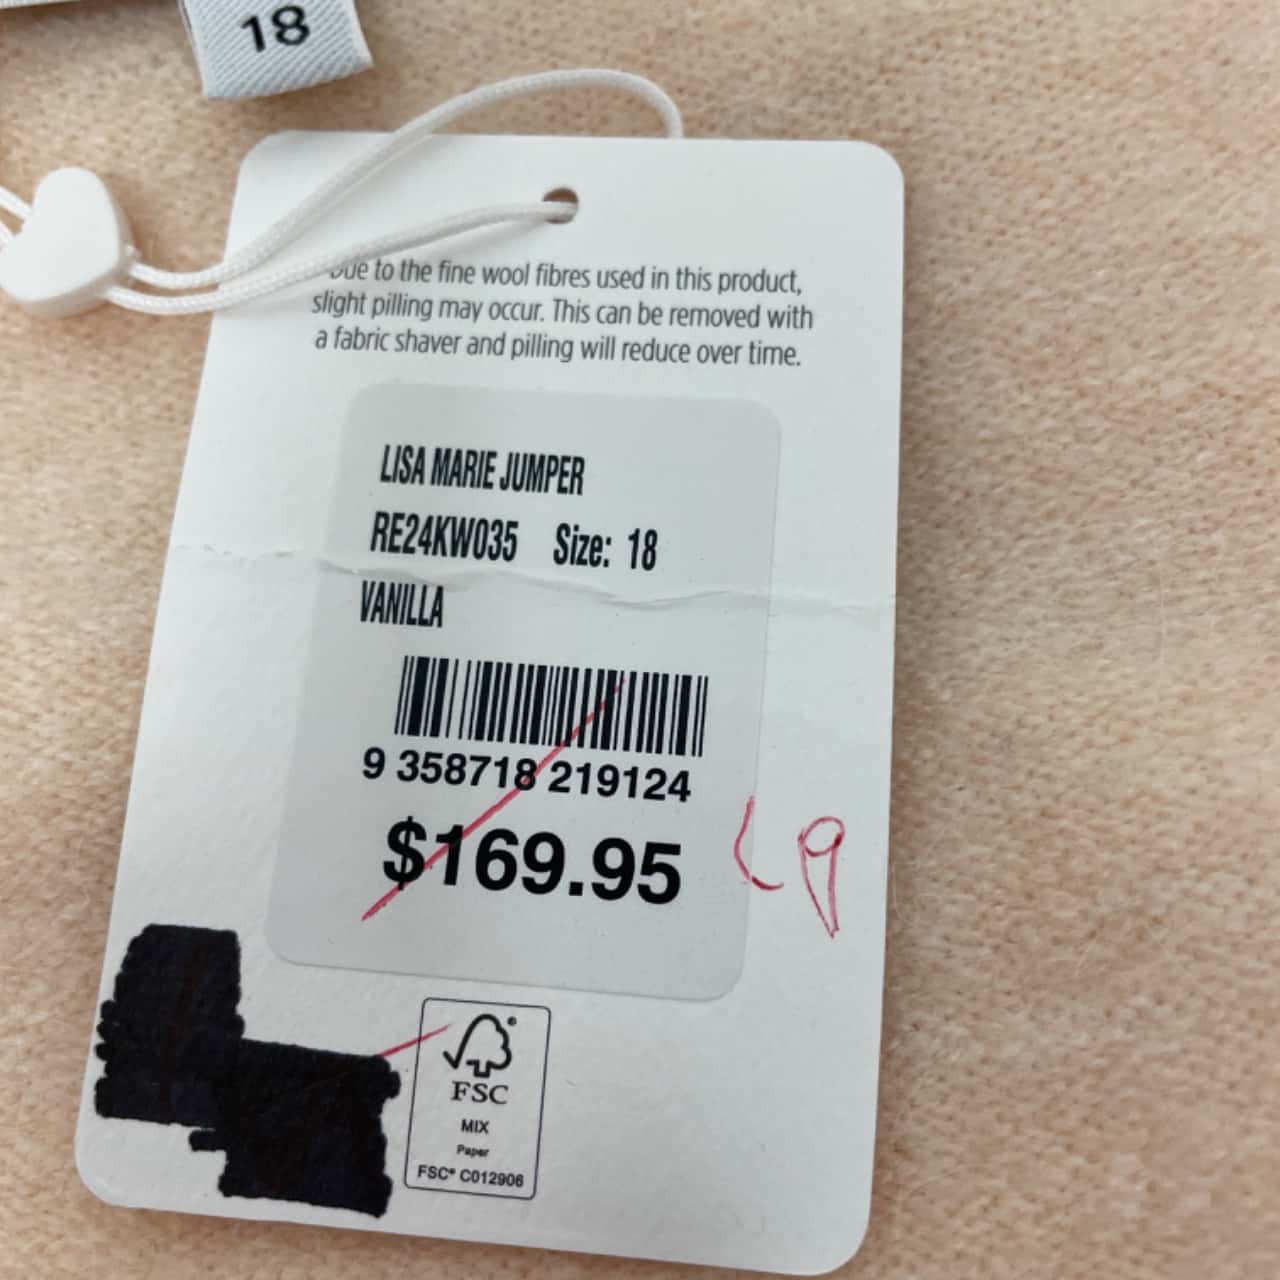 18
Due to the fine wool fibres used in this product,
slight pilling may occur. This can be removed with
a fabric shaver and pilling will reduce over time.
LISA MARIE JUMPER
RE24KW035 Size: 18
VANILLA
9 358718 219124
$169.95
FSC®
MIX
Paper
FSC® C012906